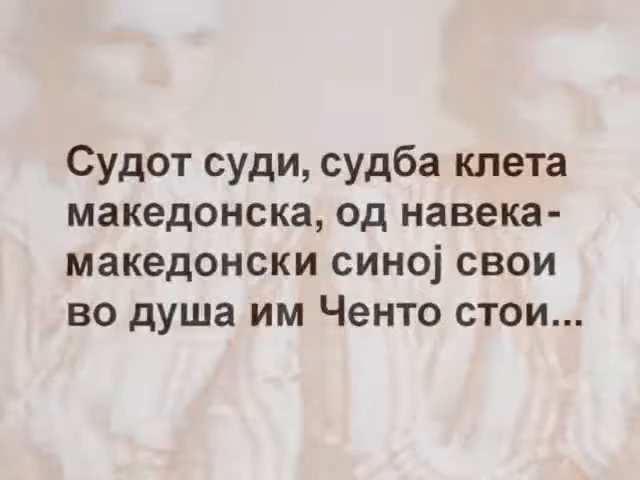 Судот суди, судба клета
македонска, од навека-
македонски синој свои
во душа им Ченто стои...